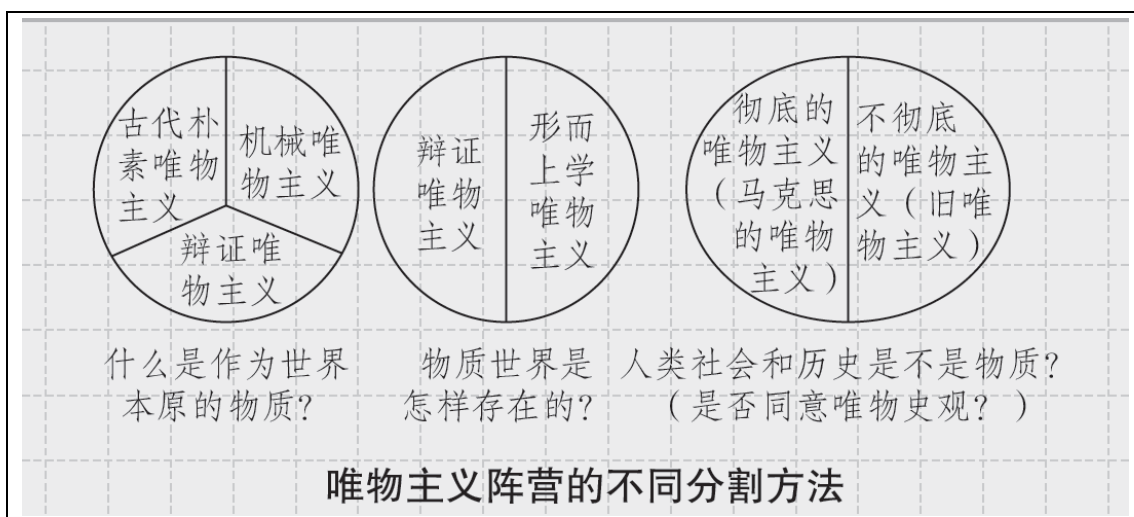 古代朴
素唯物
主义
机械唯
物主义
辩证唯
物主义
辩证
唯物
主义
形而
上学
唯物
主义
彻底的
唯物主义
（马克思
的唯物
主义）
不彻底
的唯物主
义（旧唯
物主义）
什么是作为世界
本原的物质？
物质世界是
怎样存在的？
人类社会和历史是不是物质？
（是否同意唯物史观？）
唯物主义阵营的不同分割方法